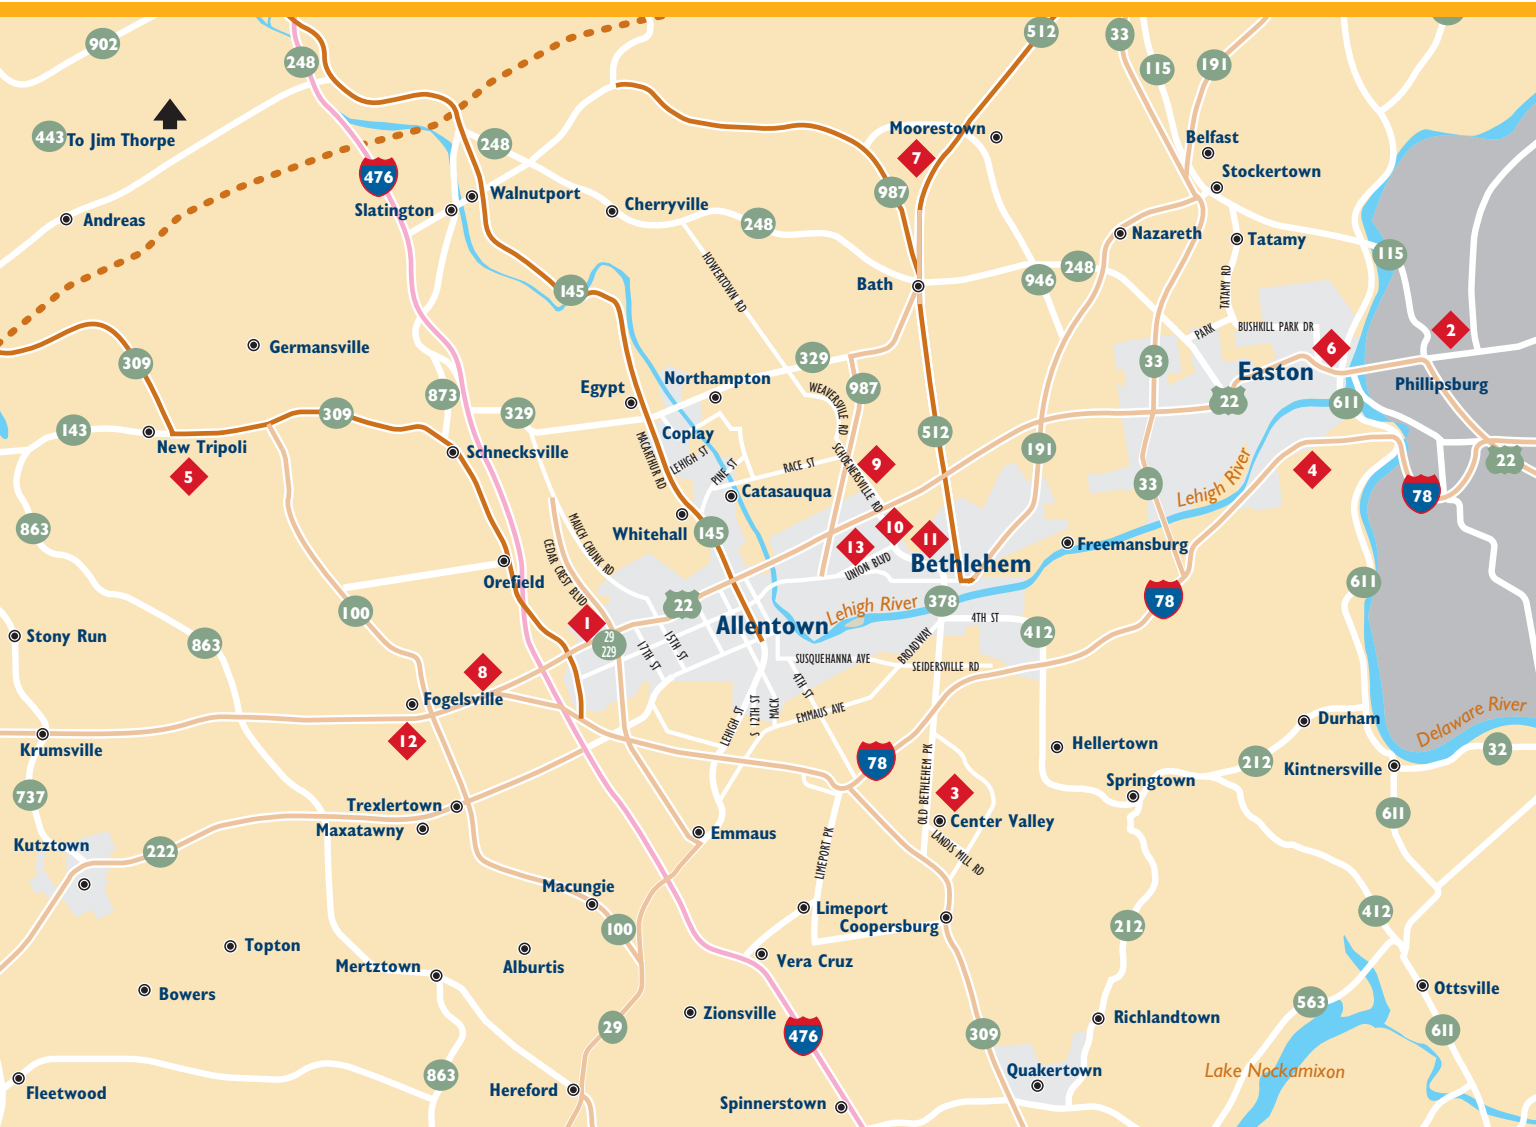 512
33
902
248
115
191
443
To Jim Thorpe
Moorestown
Belfast
248
7
Stockertown
476
987
Walnutport
Slatington
Cherryville
Andreas
248
Nazareth
Tatamy
115
HOWERTOWN RD
Bath
946
248
TATAMY RD
145
PARK
BUSHKILL PARK DR
2
6
Germansville
329
309
33
Easton
Phillipsburg
Northampton
Egypt
873
987
WEAVERSVILE RD
22
611
309
329
143
New Tripoli
Coplay
512
Schnecksville
MACARTHUR RD
LEHIGH ST
PINE ST
RACE ST
SCHOENERSVILLE RD
9
191
22
5
4
Lehigh River
33
78
Catasauqua
863
Whitehall
145
MAUCH CHUNK RD
10
11
13
Freemansburg
CEDAR CREST BLVD
UNION BLVD
Bethlehem
Orefield
611
78
100
22
Lehigh River
378
1
Allentown
4TH ST
412
Stony Run
863
29
229
17TH ST
15TH ST
SUSQUEHANNA AVE
BROADWAY
SEIDERSVILLE RD
8
4TH ST
Fogelsville
LEHIGH ST
S 12TH ST
MACK
EMMAUS AVE
Durham
Delaware River
12
Krumsville
Hellertown
32
78
212
Kintnersville
OLD BETHLEHEM PK
Springtown
737
3
Trexlertown
611
Maxatawny
Center Valley
Emmaus
Kutztown
222
LIMEPORT PK
LANDIS MILL RD
Macungie
Limeport
412
Coopersburg
100
212
Topton
Alburtis
Mertztown
Vera Cruz
Ottsville
Bowers
563
Zionsville
Richlandtown
29
476
309
611
863
Quakertown
Lake Nockamixon
Hereford
Fleetwood
Spinnerstown